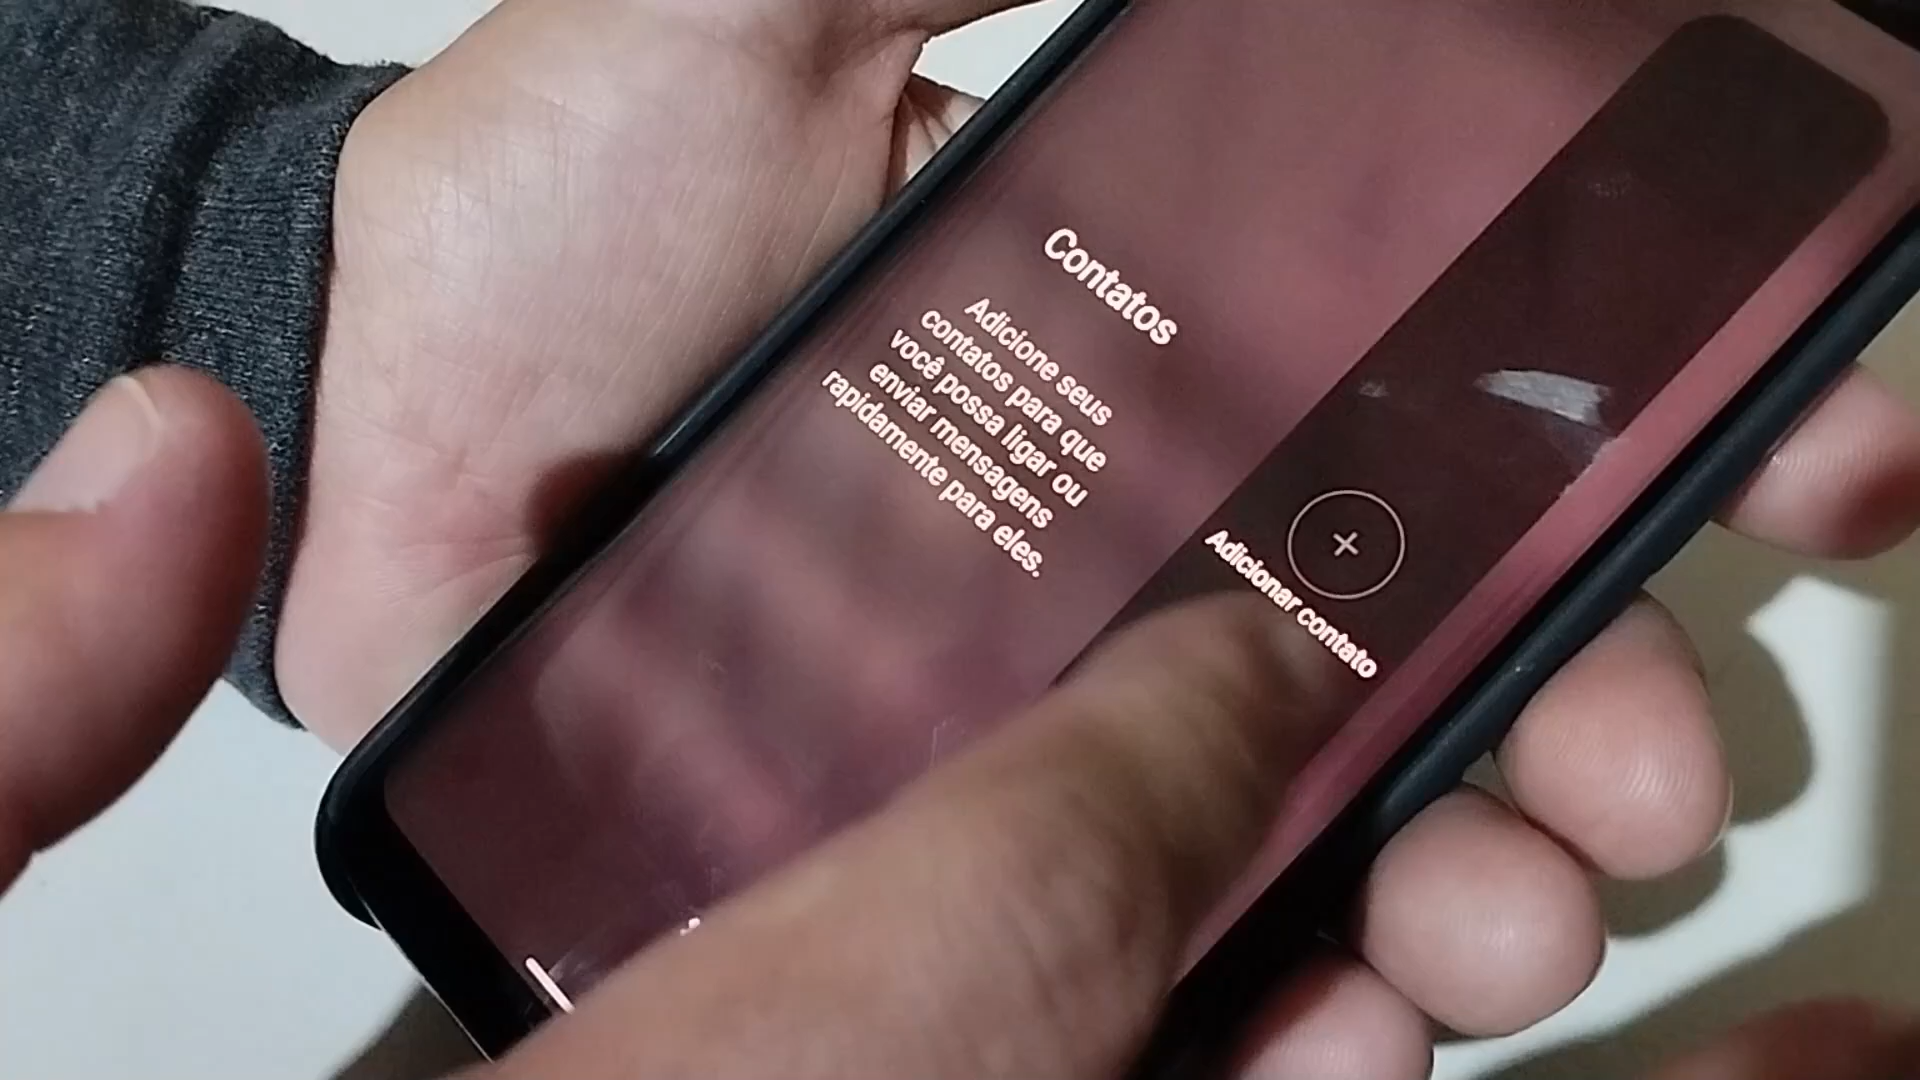 Contatos
Adicione seus
contatos para que
você possa ligar ou
enviar mensagens
rapidamente para eles.
Adicionar contato